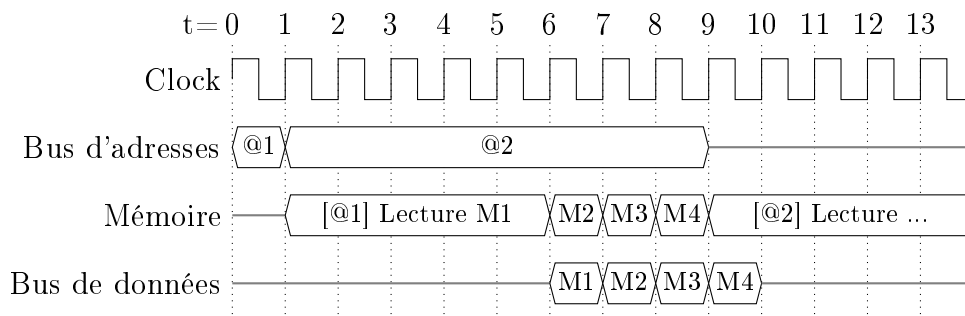 t= 0 1 2 3 4 5 6 7 8 9 10 11 12 13
Clock
Bus d'adresses @1 @2
Mémoire [@1] Lecture M1 M2 M3 M4 [@2] Lecture ...
Bus de données M1 M2 M3 M4